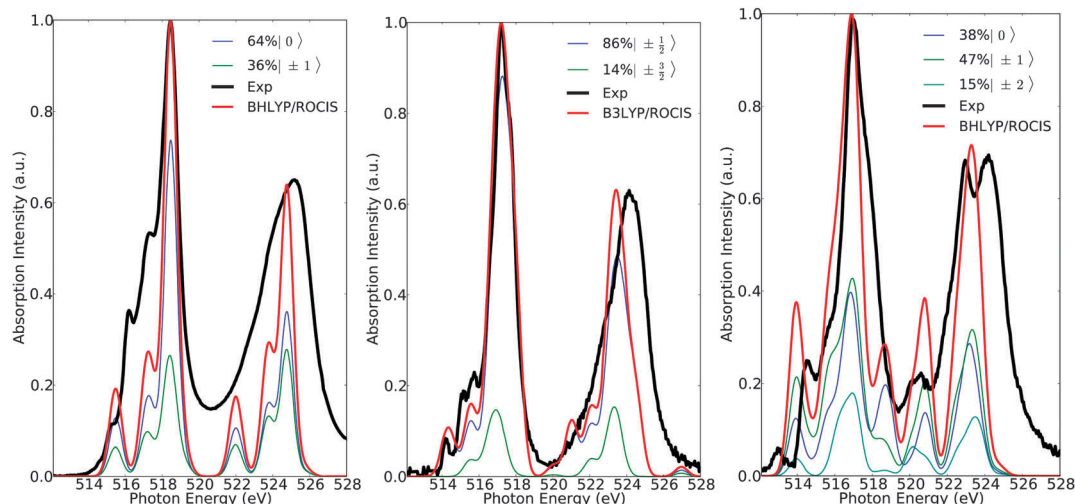 Absorption Intensity (a.u.)
1.0
0.8
0.6
0.4
0.2
0.0
514 516 518 520 522 524 526 528
Photon Energy (eV)
64%| 0 ⟩
36%| ± 1 ⟩
Exp
BHLYP/ROCIS
Absorption Intensity (a.u.)
1.0
0.8
0.6
0.4
0.2
0.0
514 516 518 520 522 524 526 528
Photon Energy (eV)
86%| ± 1/2 ⟩
14%| ± 3/2 ⟩
Exp
B3LYP/ROCIS
Absorption Intensity (a.u.)
1.0
0.8
0.6
0.4
0.2
0.0
514 516 518 520 522 524 526 528
Photon Energy (eV)
38%| 0 ⟩
47%| ± 1 ⟩
15%| ± 2 ⟩
Exp
BHLYP/ROCIS